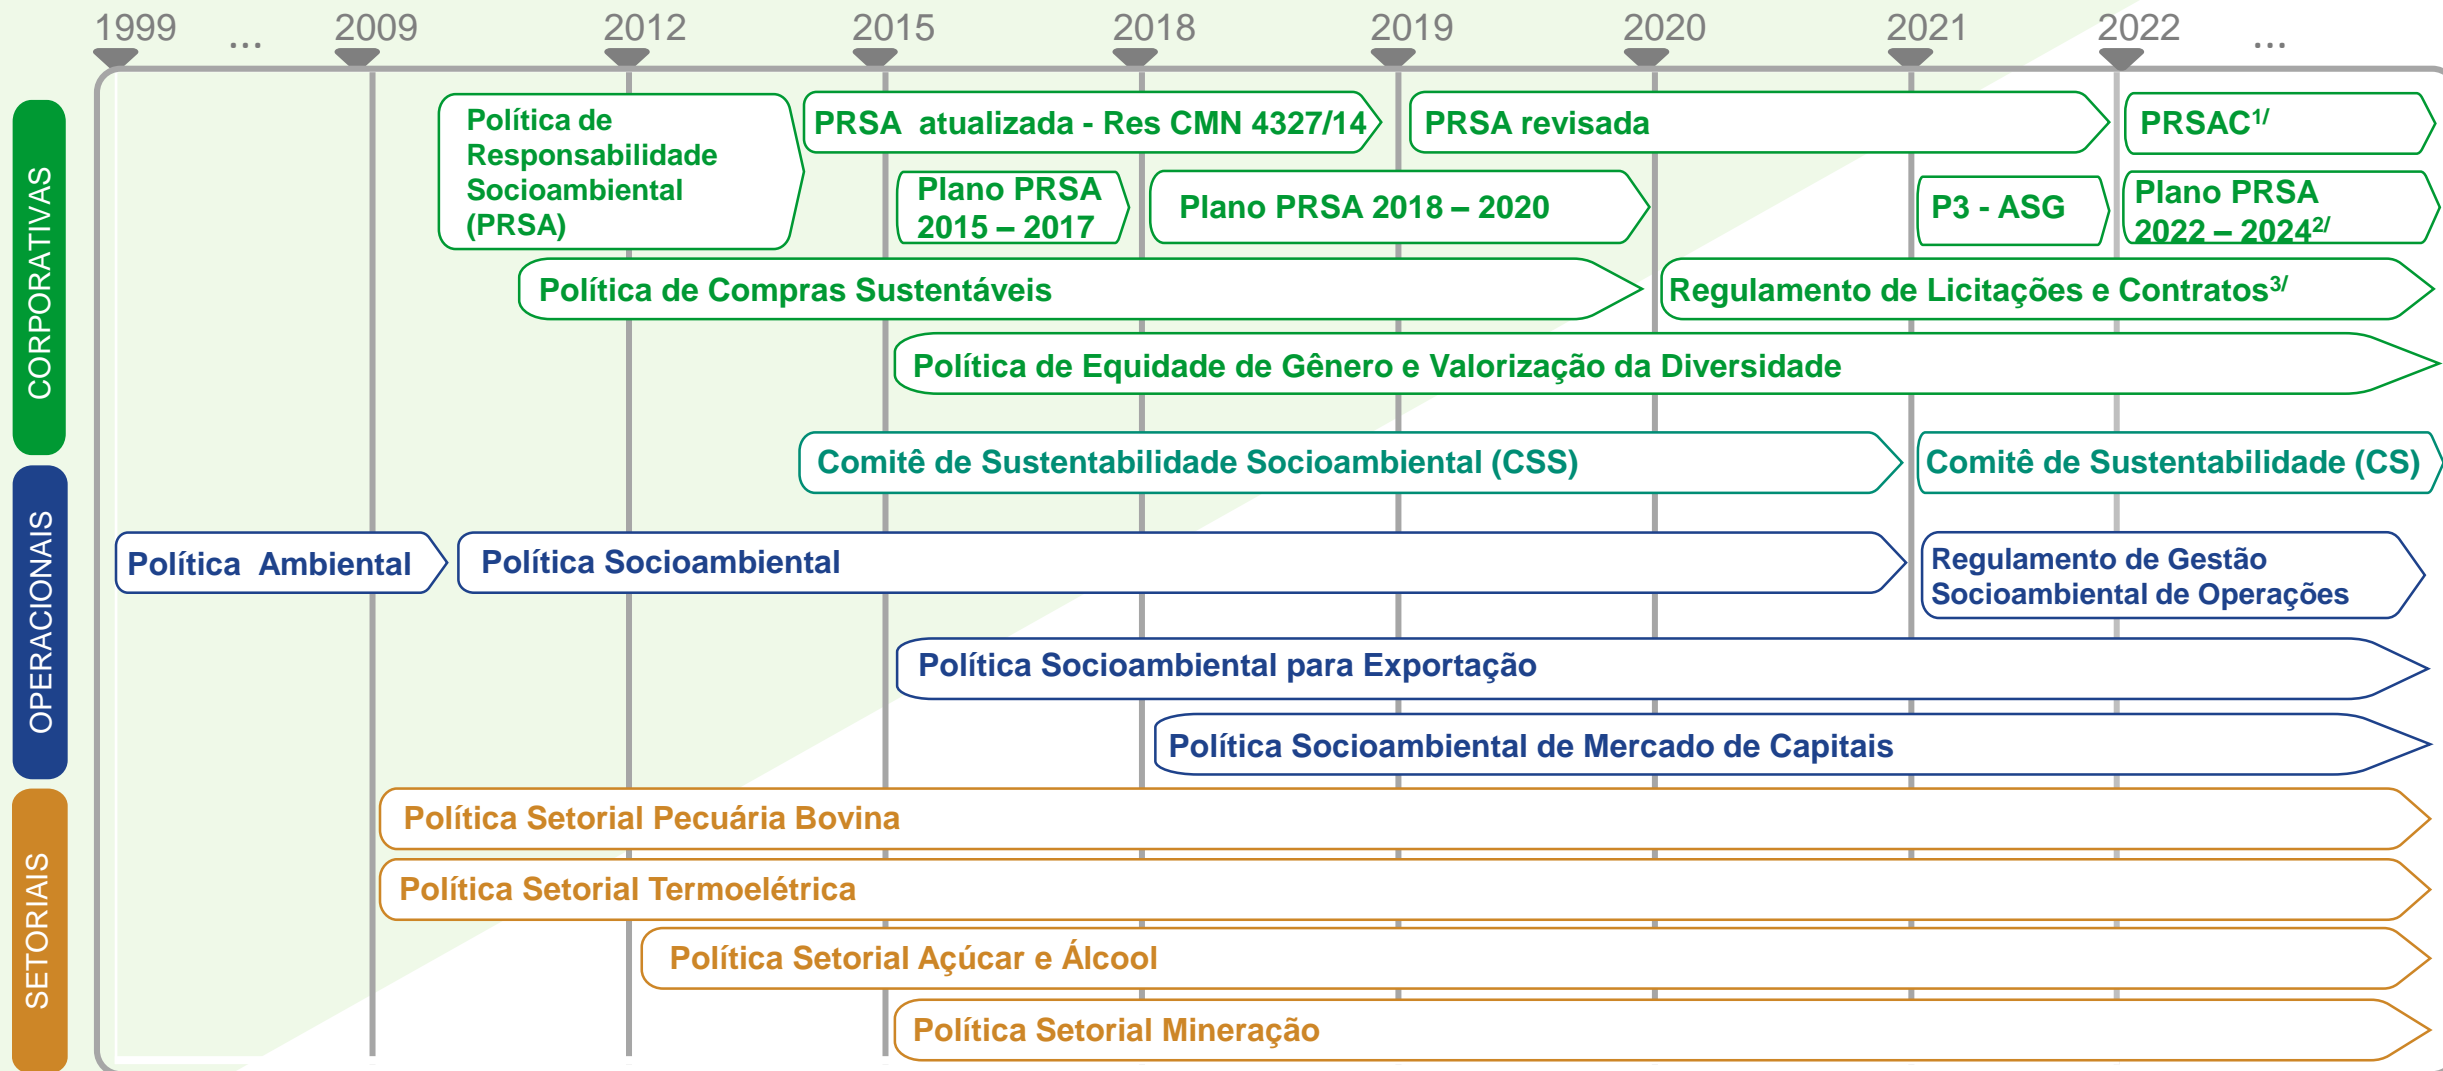 1999 ... 2009 2012 2015 2018 2019 2020 2021 2022 ...
CORPORATIVAS
Política de
Responsabilidade
Socioambiental
(PRSA)
PRSA atualizada - Res CMN 4327/14
PRSA revisada
PRSAC1/
Plano PRSA
2015 – 2017
Plano PRSA 2018 – 2020
P3 - ASG
Plano PRSA
2022 – 20242/
Política de Compras Sustentáveis
Regulamento de Licitações e Contratos3/
Política de Equidade de Gênero e Valorização da Diversidade
Comitê de Sustentabilidade Socioambiental (CSS)
Comitê de Sustentabilidade (CS)
OPERACIONAIS
Política Ambiental
Política Socioambiental
Regulamento de Gestão
Socioambiental de Operações
Política Socioambiental para Exportação
Política Socioambiental de Mercado de Capitais
SETORIAIS
Política Setorial Pecuária Bovina
Política Setorial Termoelétrica
Política Setorial Açúcar e Álcool
Política Setorial Mineração